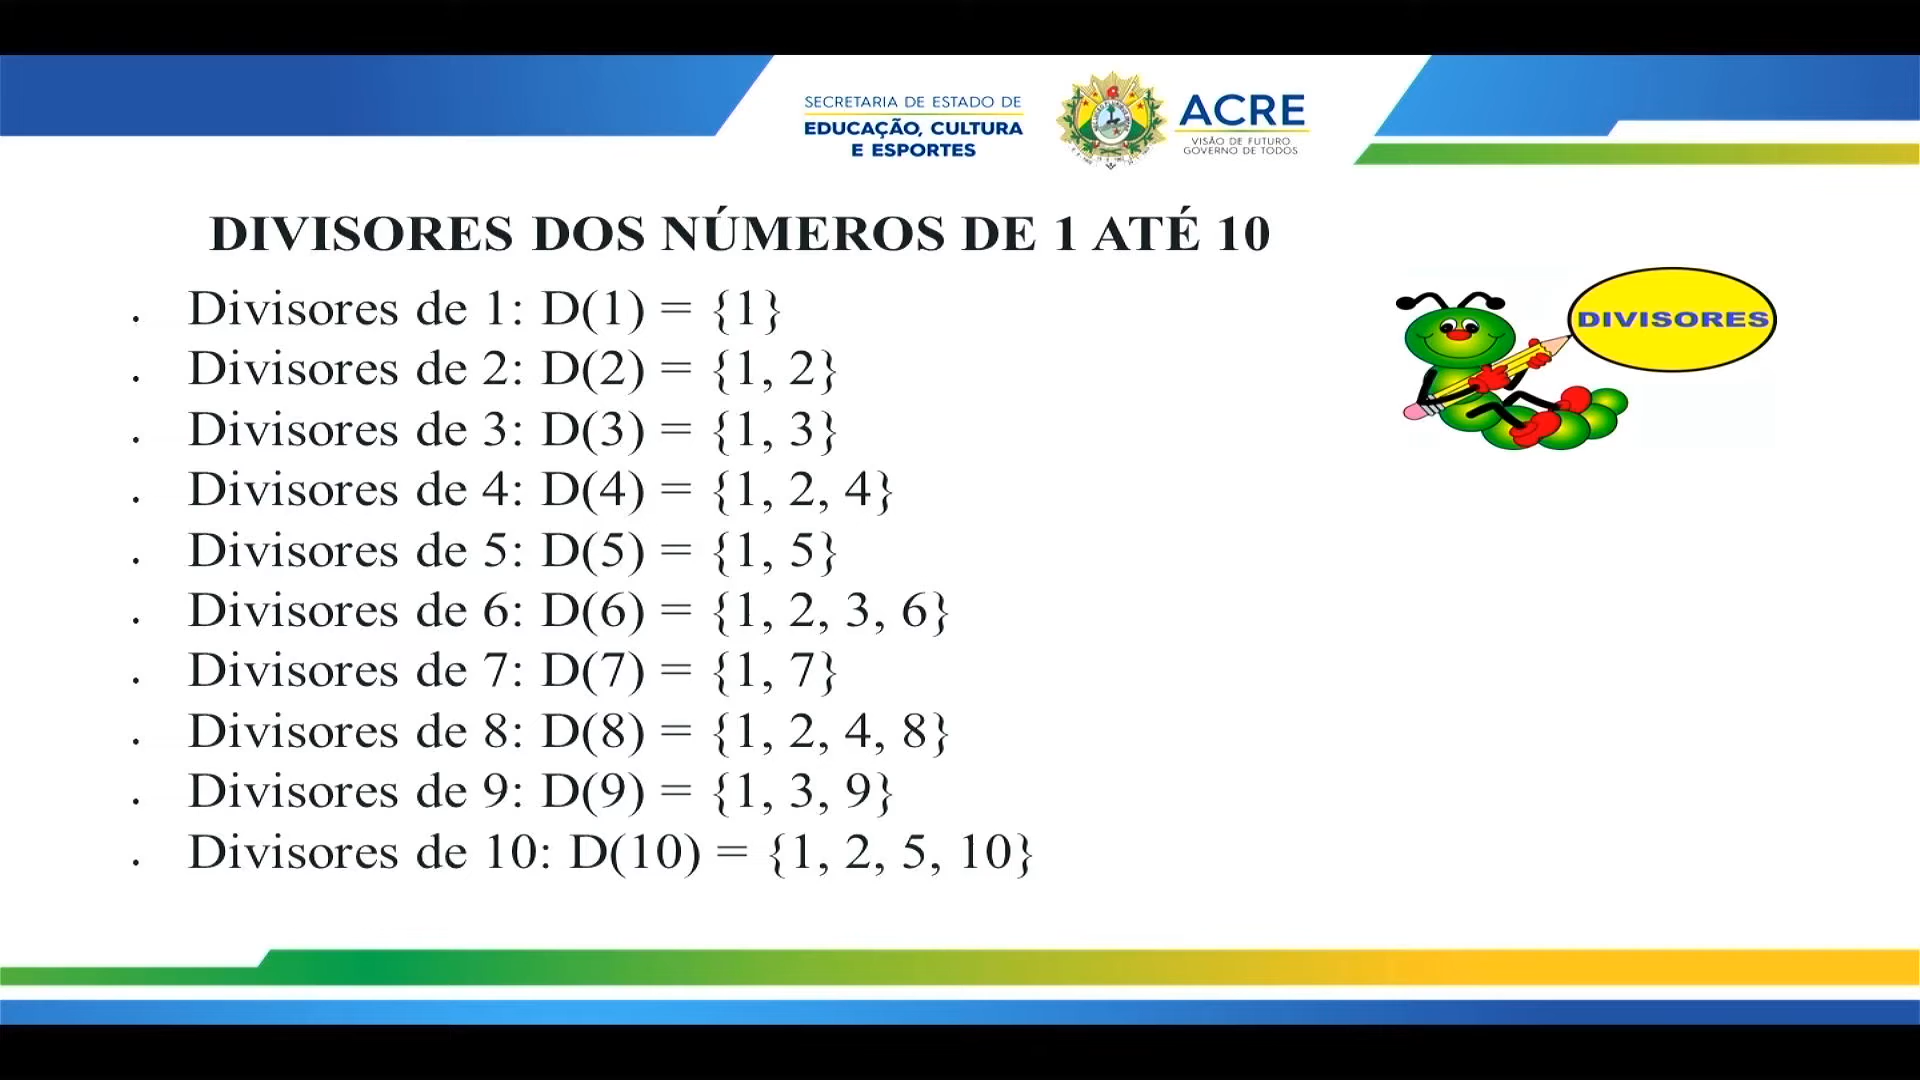 SECRETARIA DE ESTADO DE
EDUCAÇÃO, CULTURA
E ESPORTES
ACRE
VISÃO DE FUTURO
GOVERNO DE TODOS
DIVISORES DOS NÚMEROS DE 1 ATÉ 10
DIVISORES
• Divisores de 1: D(1) = {1}
• Divisores de 2: D(2) = {1, 2}
• Divisores de 3: D(3) = {1, 3}
• Divisores de 4: D(4) = {1, 2, 4}
• Divisores de 5: D(5) = {1, 5}
• Divisores de 6: D(6) = {1, 2, 3, 6}
• Divisores de 7: D(7) = {1, 7}
• Divisores de 8: D(8) = {1, 2, 4, 8}
• Divisores de 9: D(9) = {1, 3, 9}
• Divisores de 10: D(10) = {1, 2, 5, 10}